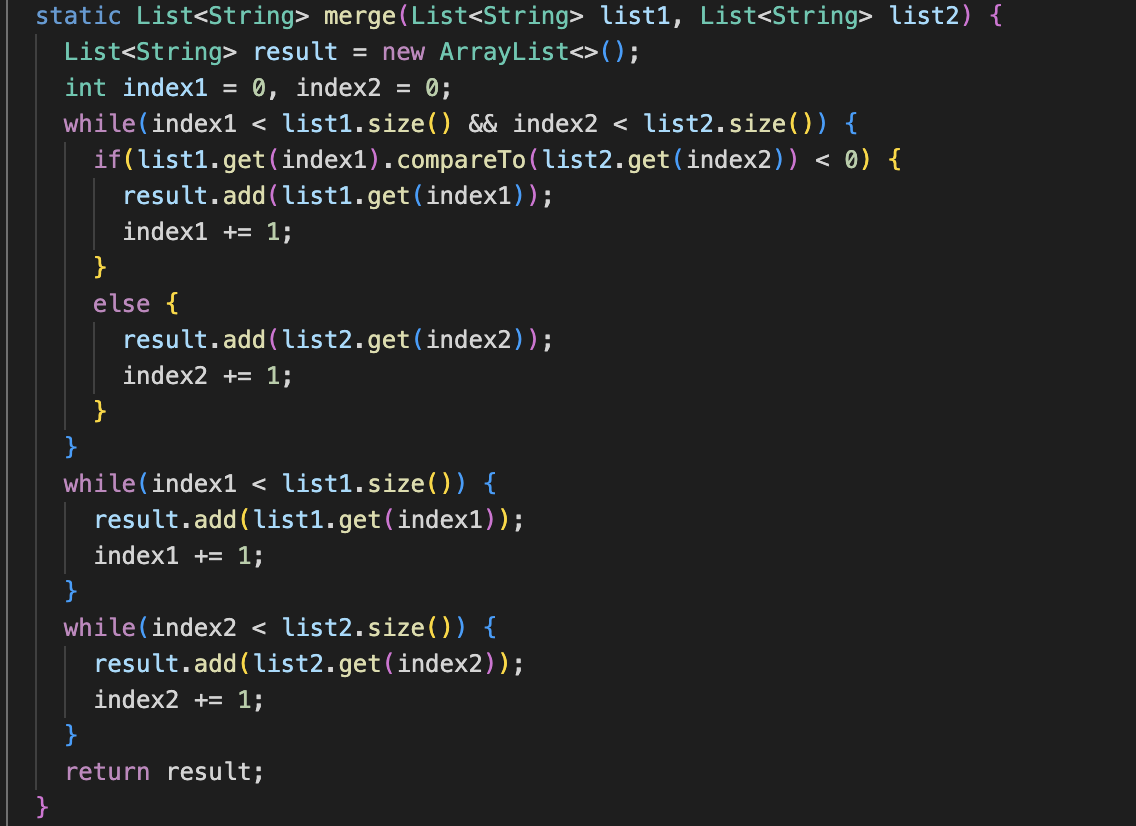 static List<String> merge(List<String> list1, List<String> list2) {
  List<String> result = new ArrayList<>();
  int index1 = 0, index2 = 0;
  while(index1 < list1.size() && index2 < list2.size()) {
    if(list1.get(index1).compareTo(list2.get(index2)) < 0) {
      result.add(list1.get(index1));
      index1 += 1;
    }
    else {
      result.add(list2.get(index2));
      index2 += 1;
    }
  }
  while(index1 < list1.size()) {
    result.add(list1.get(index1));
    index1 += 1;
  }
  while(index2 < list2.size()) {
    result.add(list2.get(index2));
    index2 += 1;
  }
  return result;
}